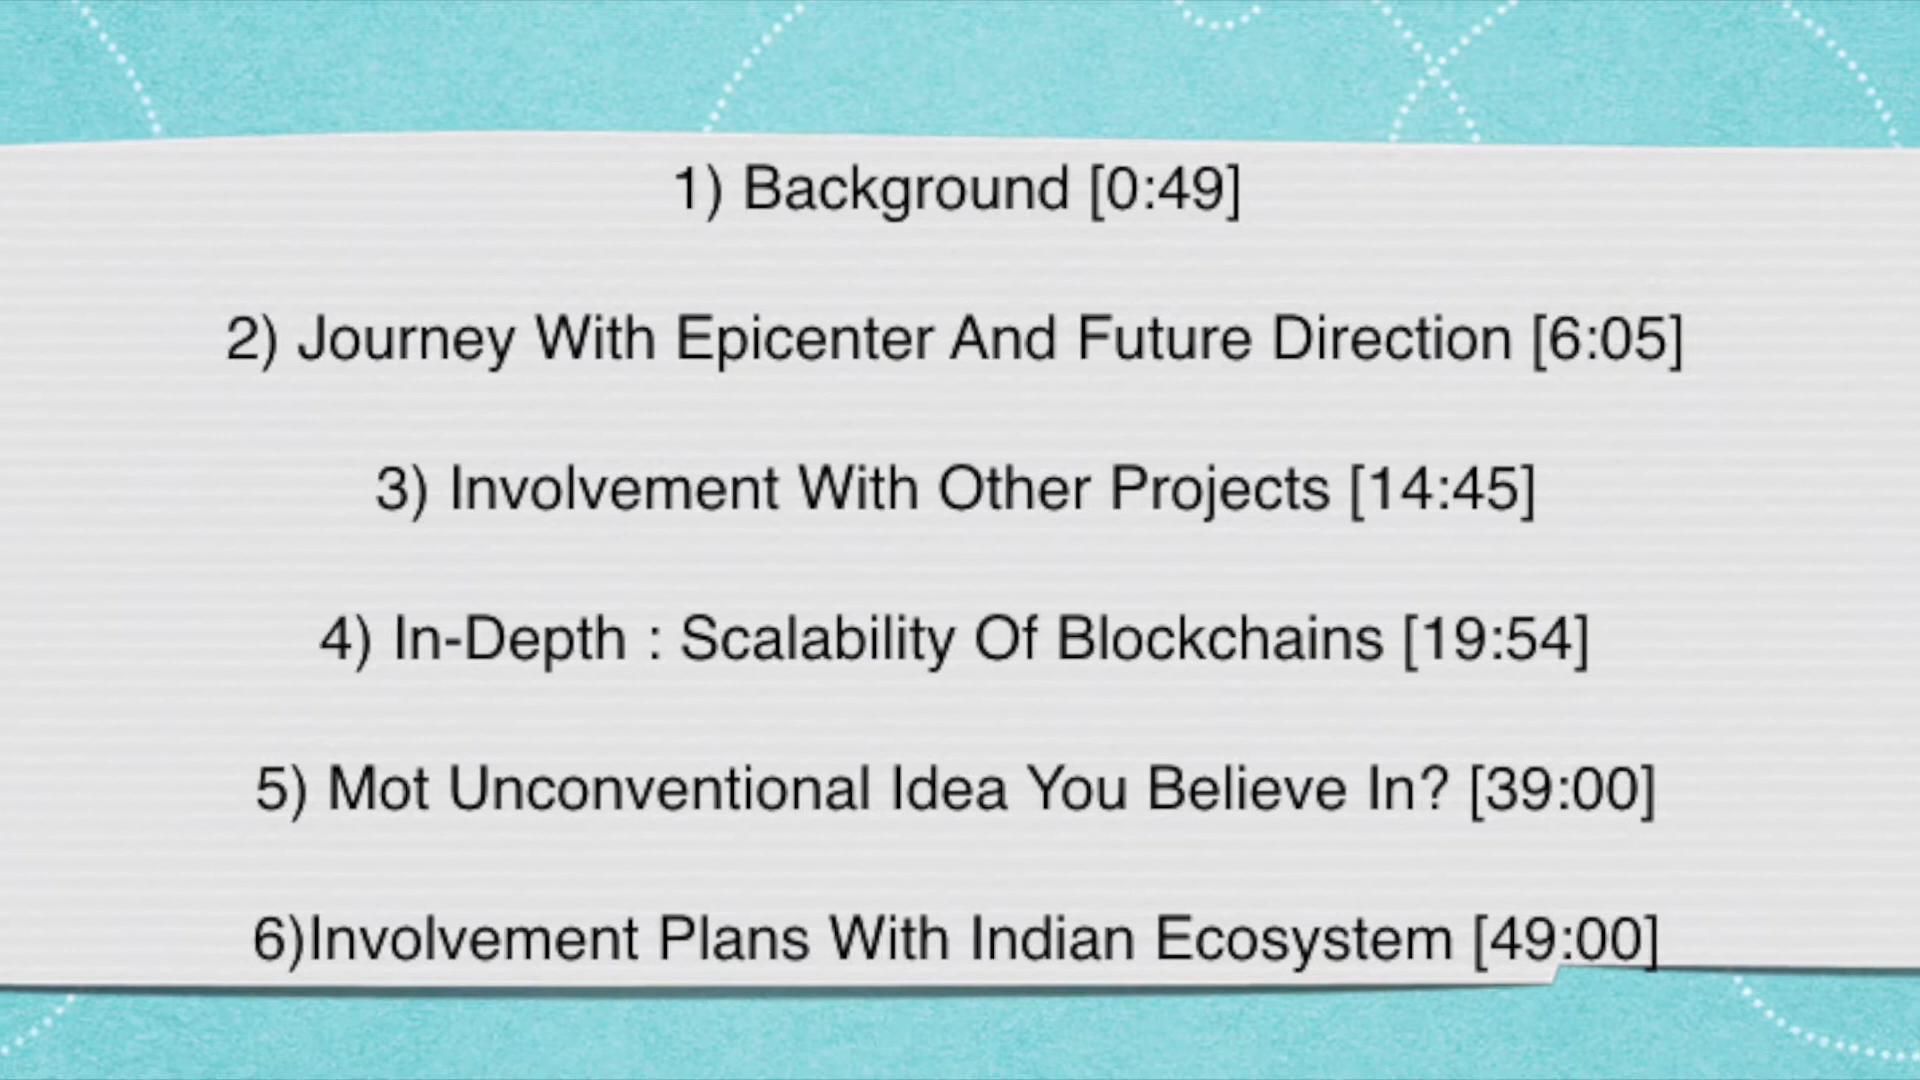 1) Background [0:49]
2) Journey With Epicenter And Future Direction [6:05]
3) Involvement With Other Projects [14:45]
4) In-Depth : Scalability Of Blockchains [19:54]
5) Mot Unconventional Idea You Believe In? [39:00]
6)Involvement Plans With Indian Ecosystem [49:00]